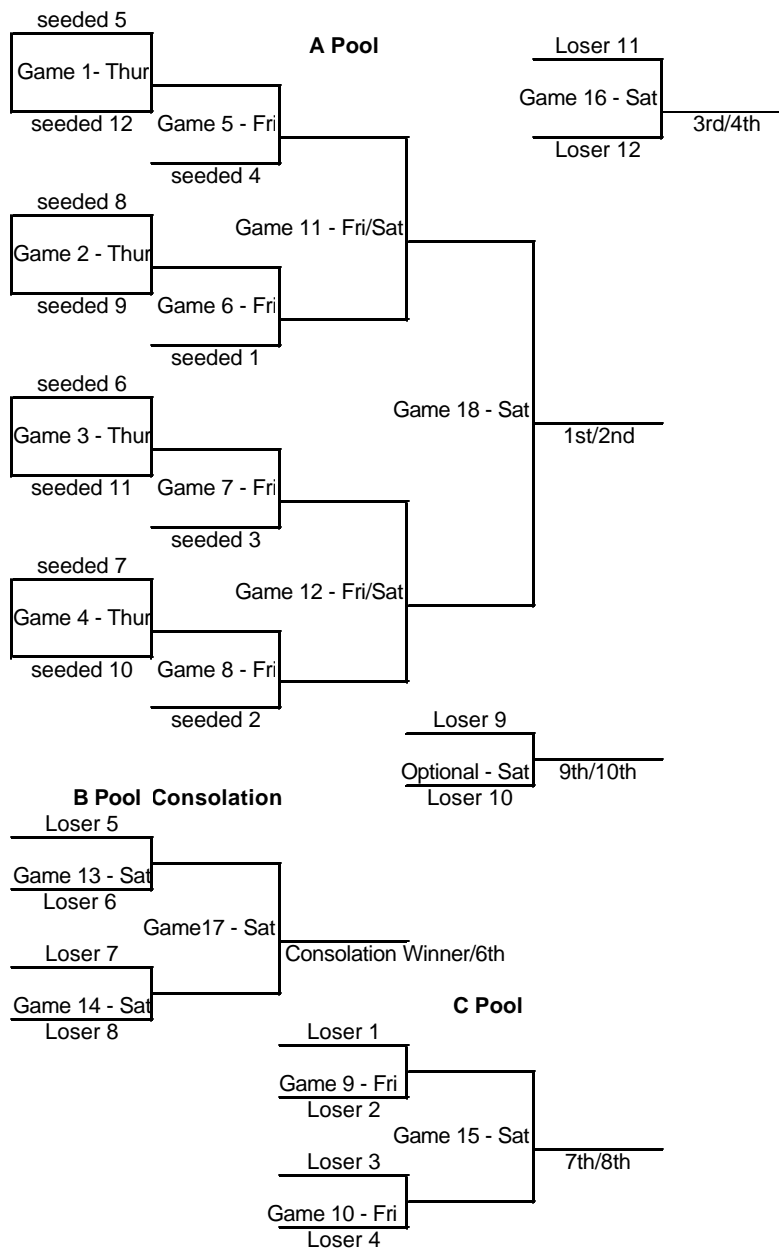 seeded 5
A Pool
Loser 11
Game 1- Thur
Game 16 - Sat
seeded 12
Game 5 - Fri
3rd/4th
Loser 12
seeded 4
seeded 8
Game 11 - Fri/Sat
Game 2 - Thur
seeded 9
Game 6 - Fri
seeded 1
seeded 6
Game 18 - Sat
Game 3 - Thur
1st/2nd
seeded 11
Game 7 - Fri
seeded 3
seeded 7
Game 12 - Fri/Sat
Game 4 - Thur
seeded 10
Game 8 - Fri
seeded 2
Loser 9
Optional - Sat
9th/10th
Loser 10
B Pool Consolation
Loser 5
Game 13 - Sat
Loser 6
Game17 - Sat
Loser 7
Consolation Winner/6th
Game 14 - Sat
Loser 8
C Pool
Loser 1
Game 9 - Fri
Loser 2
Game 15 - Sat
Loser 3
7th/8th
Game 10 - Fri
Loser 4